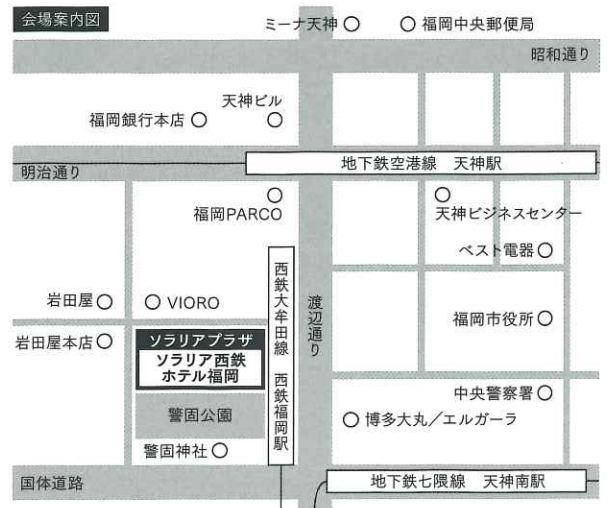 会場案内図
ミーナ天神
福岡中央郵便局
昭和通り
天神ビル
福岡銀行本店
地下鉄空港線 天神駅
明治通り
福岡PARCO
天神ビジネスセンター
ベスト電器
西鉄大牟田線 西鉄福岡駅
渡辺通り
岩田屋
VIORO
福岡市役所
岩田屋本店
ソラリアプラザ
ソラリア西鉄
ホテル福岡
中央警察署
警固公園
博多大丸/エルガーラ
警固神社
国体道路
地下鉄七隈線 天神南駅